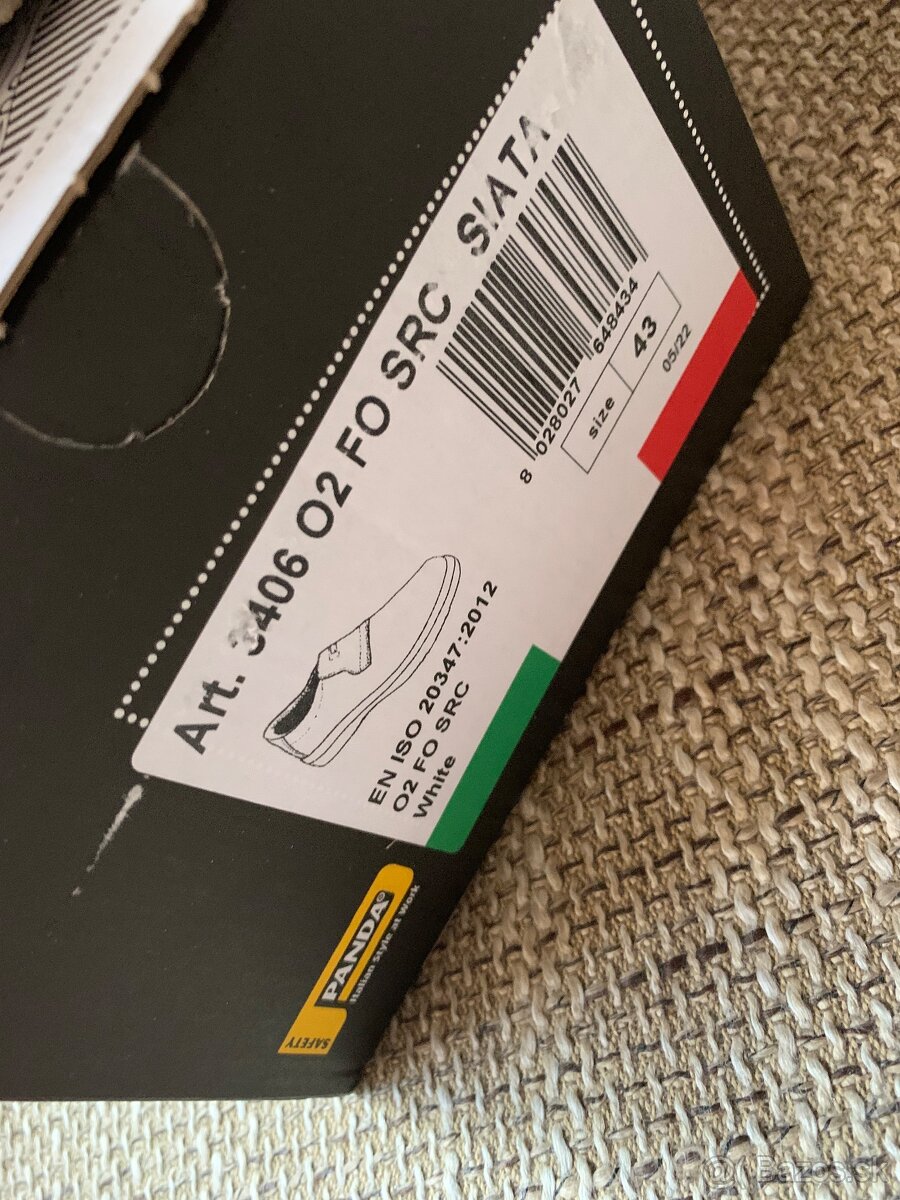 Art. 3406 O2 FO SRC SIATA
8 028027 648434
size 43
05/22
EN ISO 20347:2012
O2 FO SRC
White
PANDA®
Italian style at Work
SAFETY
© Bazos.sk